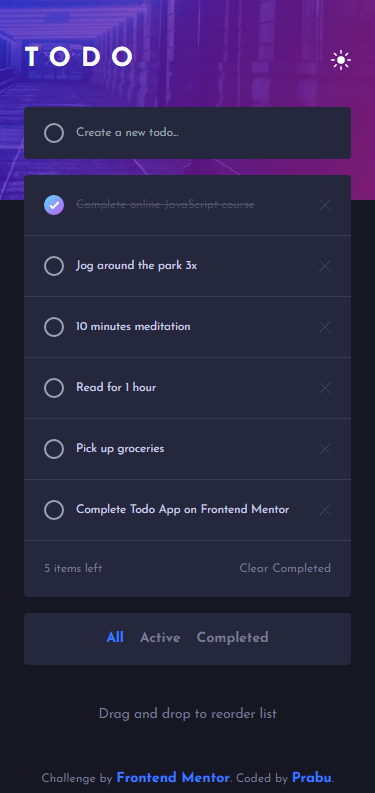 TODO
Create a new todo...
Complete online JavaScript course
Jog around the park 3x
10 minutes meditation
Read for 1 hour
Pick up groceries
Complete Todo App on Frontend Mentor
5 items left Clear Completed
All Active Completed
Drag and drop to reorder list
Challenge by Frontend Mentor. Coded by Prabu.